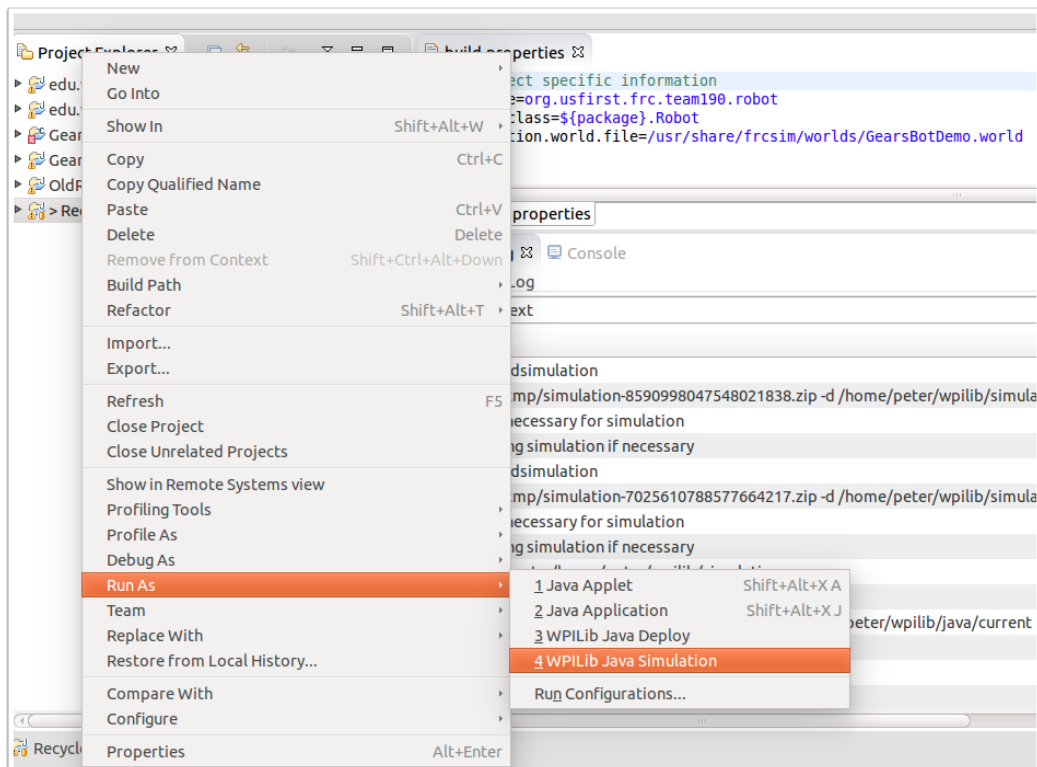 Project Explorer
build.properties
edu.
edu.
Gear
Gear
OldR
> Rec
New
Go Into
Show In Shift+Alt+W
Copy Ctrl+C
Copy Qualified Name
Paste Ctrl+V
Delete Delete
Remove from Context Shift+Ctrl+Alt+Down
Build Path
Refactor Shift+Alt+T
Import...
Export...
Refresh F5
Close Project
Close Unrelated Projects
Show in Remote Systems view
Profiling Tools
Profile As
Debug As
Run As
Team
Replace With
Restore from Local History...
Compare With
Configure
Properties Alt+Enter
1 Java Applet Shift+Alt+X A
2 Java Application Shift+Alt+X J
3 WPILib Java Deploy
4 WPILib Java Simulation
Run Configurations...
ect specific information
e=org.usfirst.frc.team190.robot
class=${package}.Robot
tion.world.file=/usr/share/frcsim/worlds/GearsBotDemo.world
properties
Console
Log
ext
dsimulation
mp/simulation-8590998047548021838.zip -d /home/peter/wpilib/simula
necessary for simulation
ng simulation if necessary
dsimulation
mp/simulation-7025610788577664217.zip -d /home/peter/wpilib/simula
necessary for simulation
ng simulation if necessary
peter/wpilib/java/current
Recycl